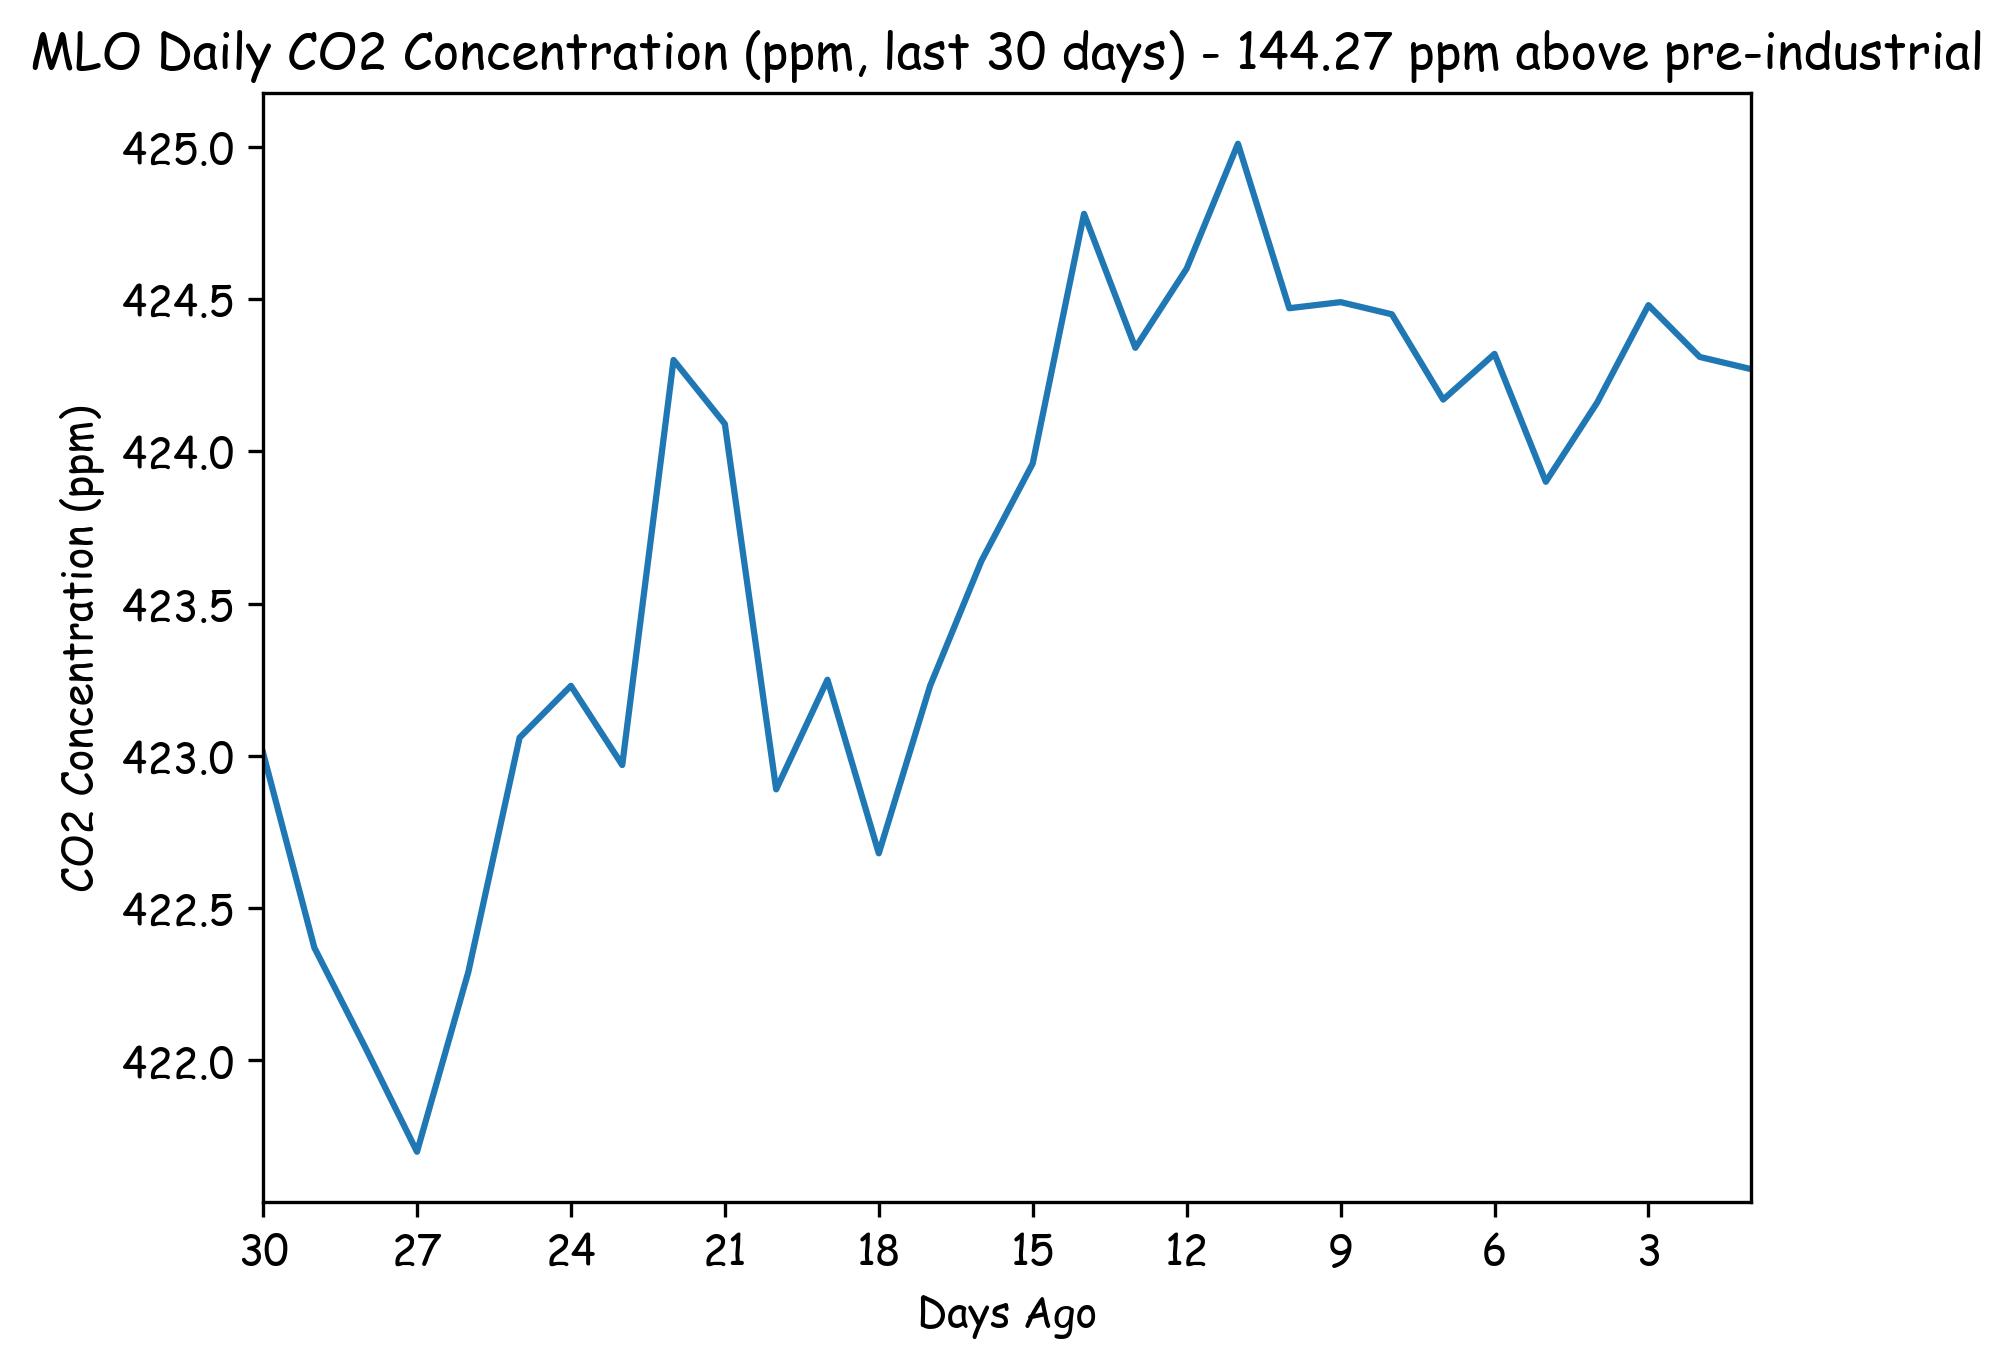 MLO Daily CO2 Concentration (ppm, last 30 days) - 144.27 ppm above pre-industrial
CO2 Concentration (ppm)
425.0
424.5
424.0
423.5
423.0
422.5
422.0
30 27 24 21 18 15 12 9 6 3
Days Ago